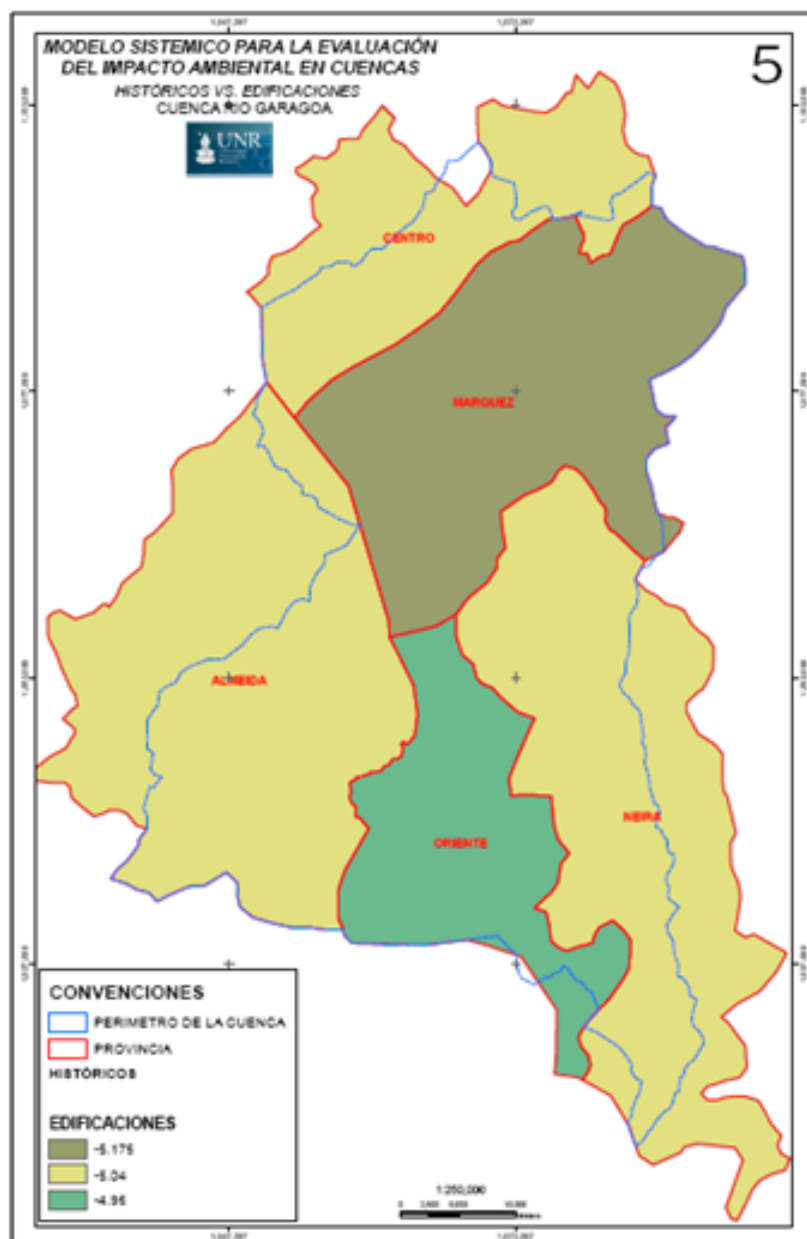 MODELO SISTEMICO PARA LA EVALUACIÓN
DEL IMPACTO AMBIENTAL EN CUENCAS
HISTÓRICOS VS. EDIFICACIONES
CUENCA RIO GARAGOA
5
UNR
CENTRO
MARQUEZ
ALMEIDA
ORIENTE
NEIRA
CONVENCIONES
PERIMETRO DE LA CUENCA
PROVINCIA
HISTÓRICOS
EDIFICACIONES
-5.175
-5.04
-4.95
1:250,000